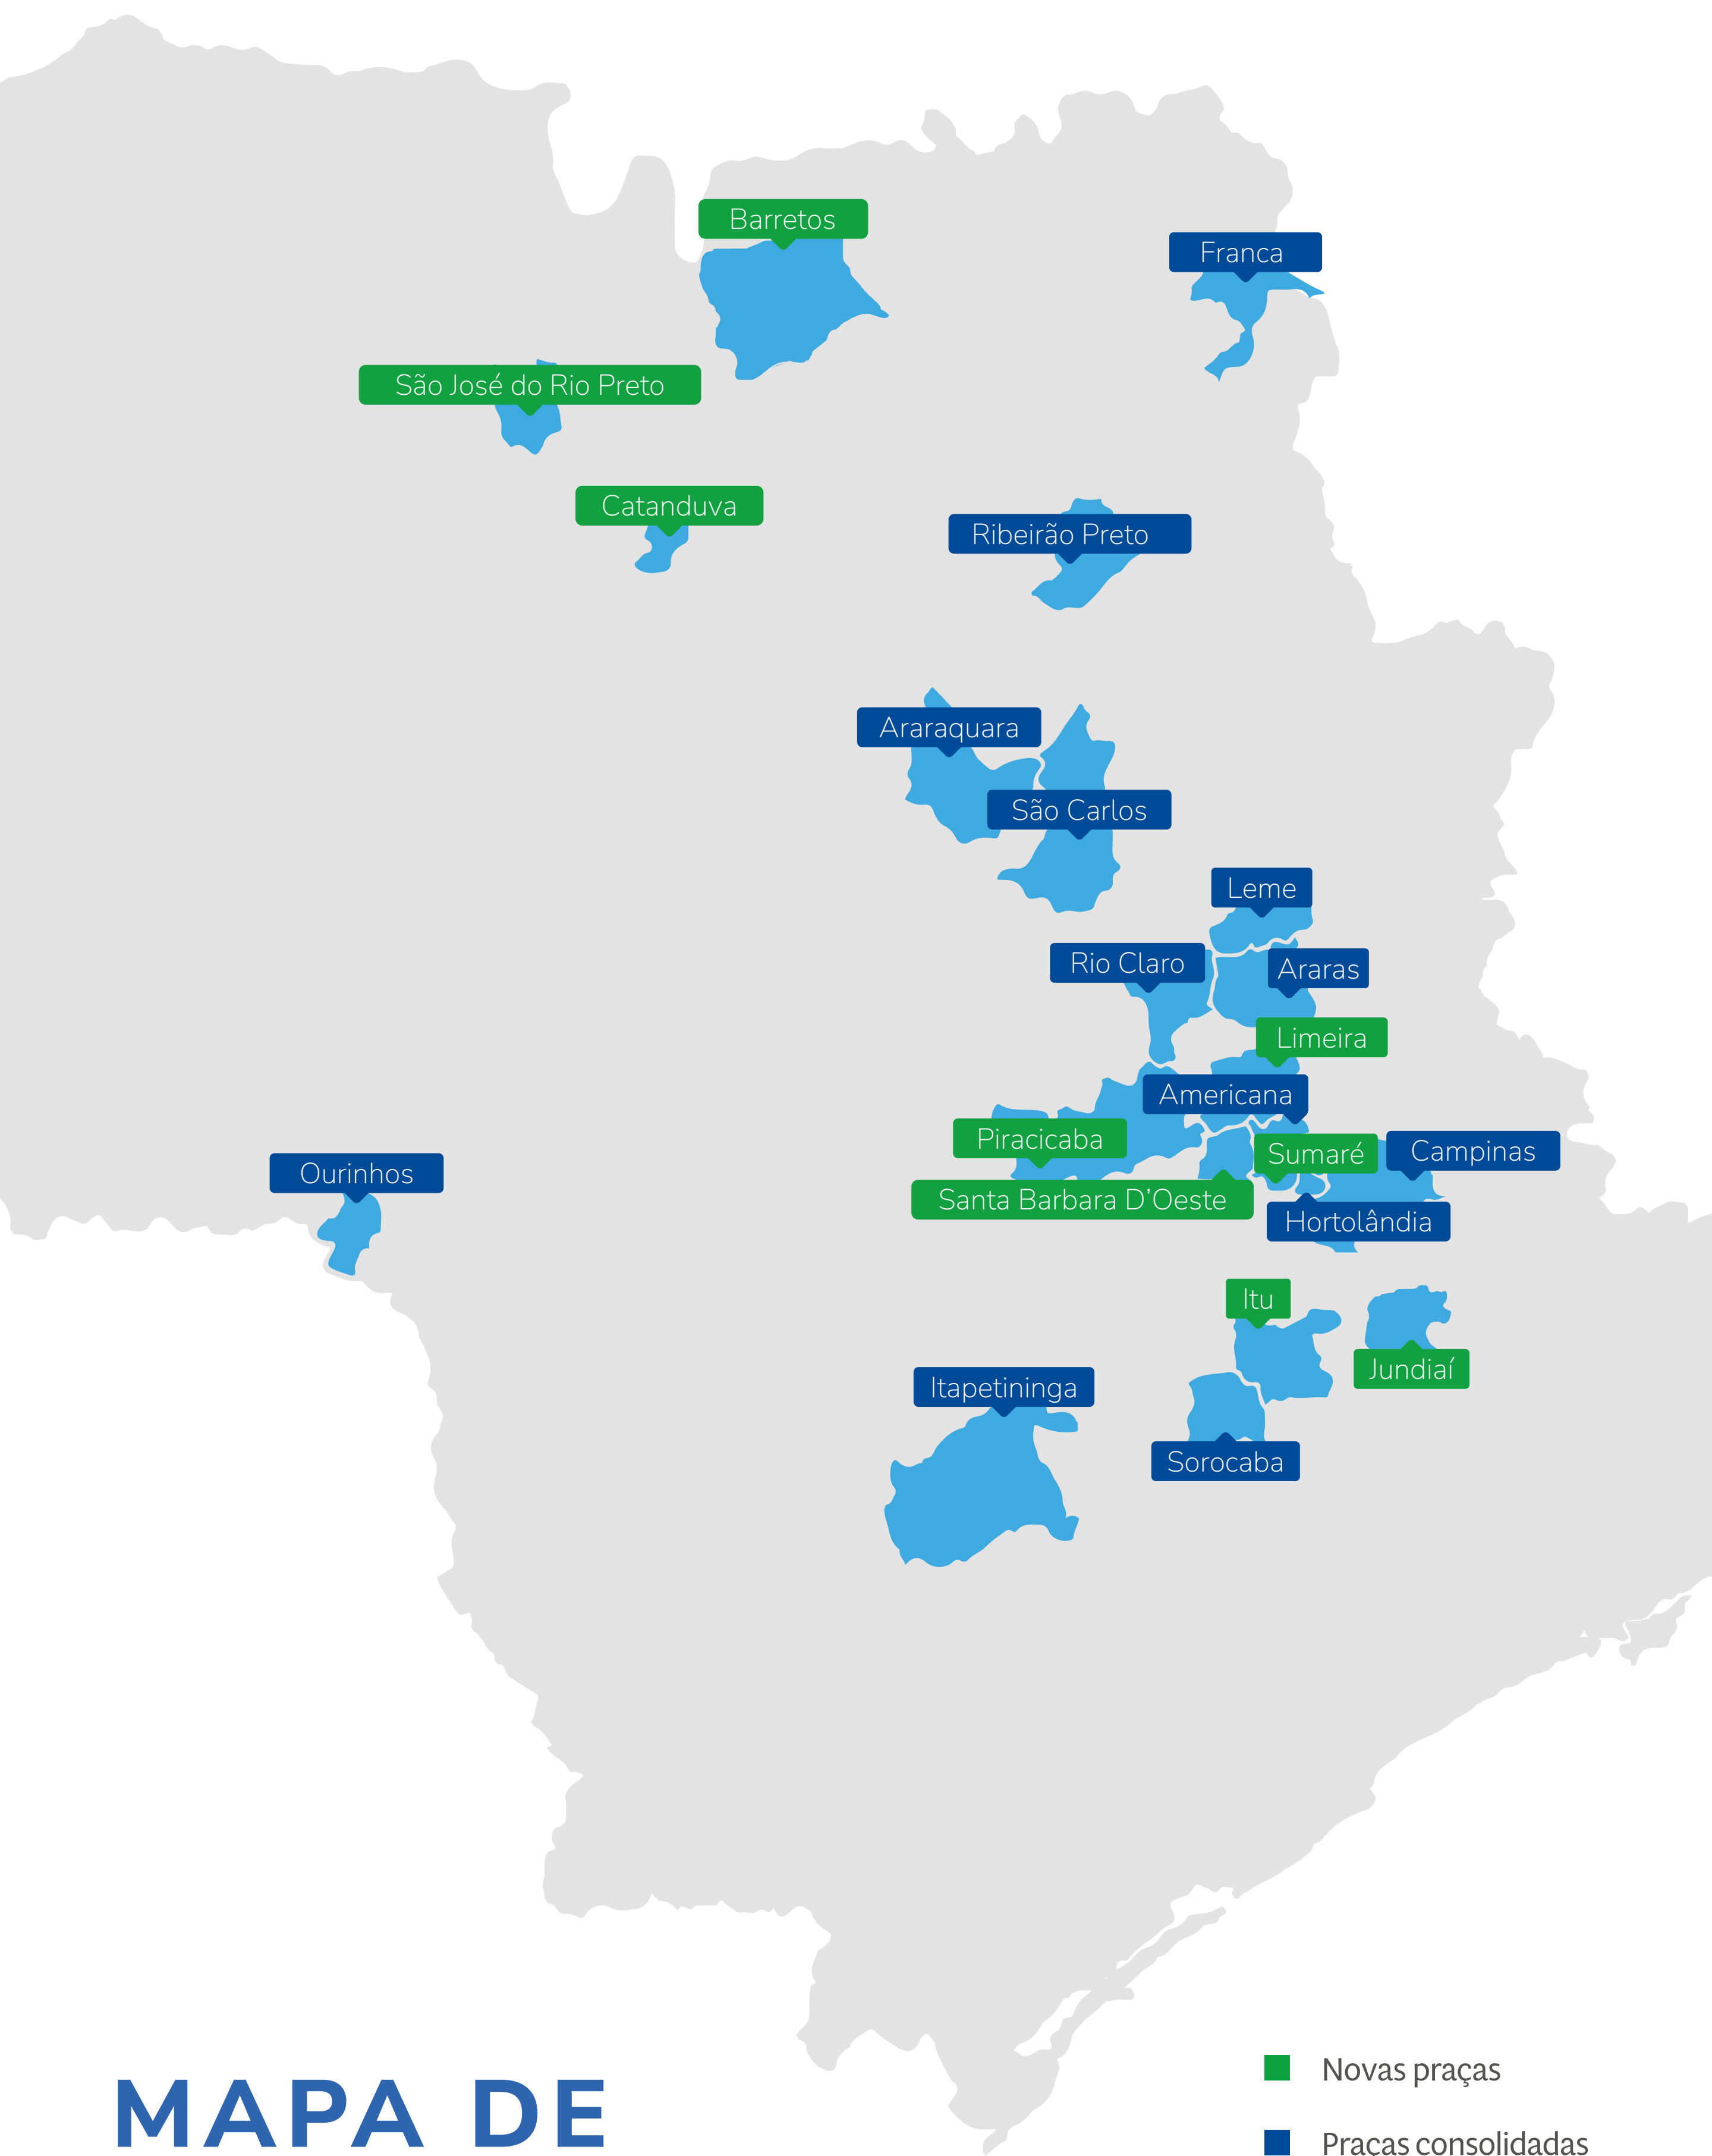 Barretos
Franca
São José do Rio Preto
Catanduva
Ribeirão Preto
Araraquara
São Carlos
Leme
Rio Claro
Araras
Limeira
Americana
Piracicaba
Sumaré
Campinas
Ourinhos
Santa Barbara D'Oeste
Hortolândia
Itu
Jundiaí
Itapetininga
Sorocaba
Novas praças
MAPA DE
Praças consolidadas